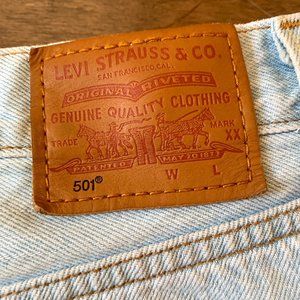 LEVI STRAUSS & CO.
SAN FRANCISCO, CAL.
ORIGINAL RIVETED
GENUINE QUALITY CLOTHING
TRADE MARK
XX
PATENTED MAY 20 1873
501® W L